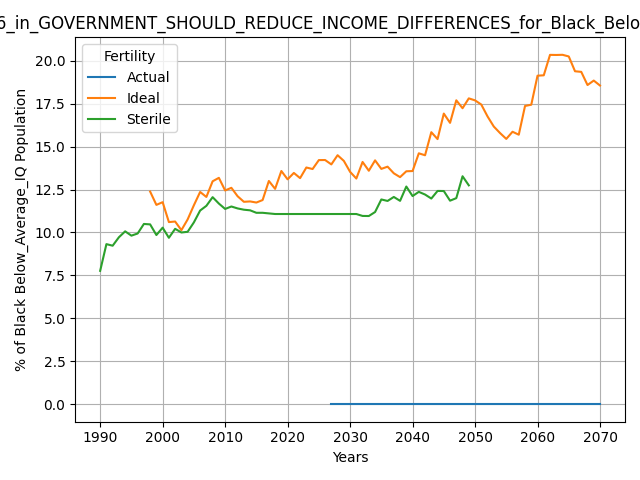 6_in_GOVERNMENT_SHOULD_REDUCE_INCOME_DIFFERENCES_for_Black_Belo
Fertility
Actual
Ideal
Sterile
% of Black Below_Average_IQ Population
20.0
17.5
15.0
12.5
10.0
7.5
5.0
2.5
0.0
1990 2000 2010 2020 2030 2040 2050 2060 2070
Years